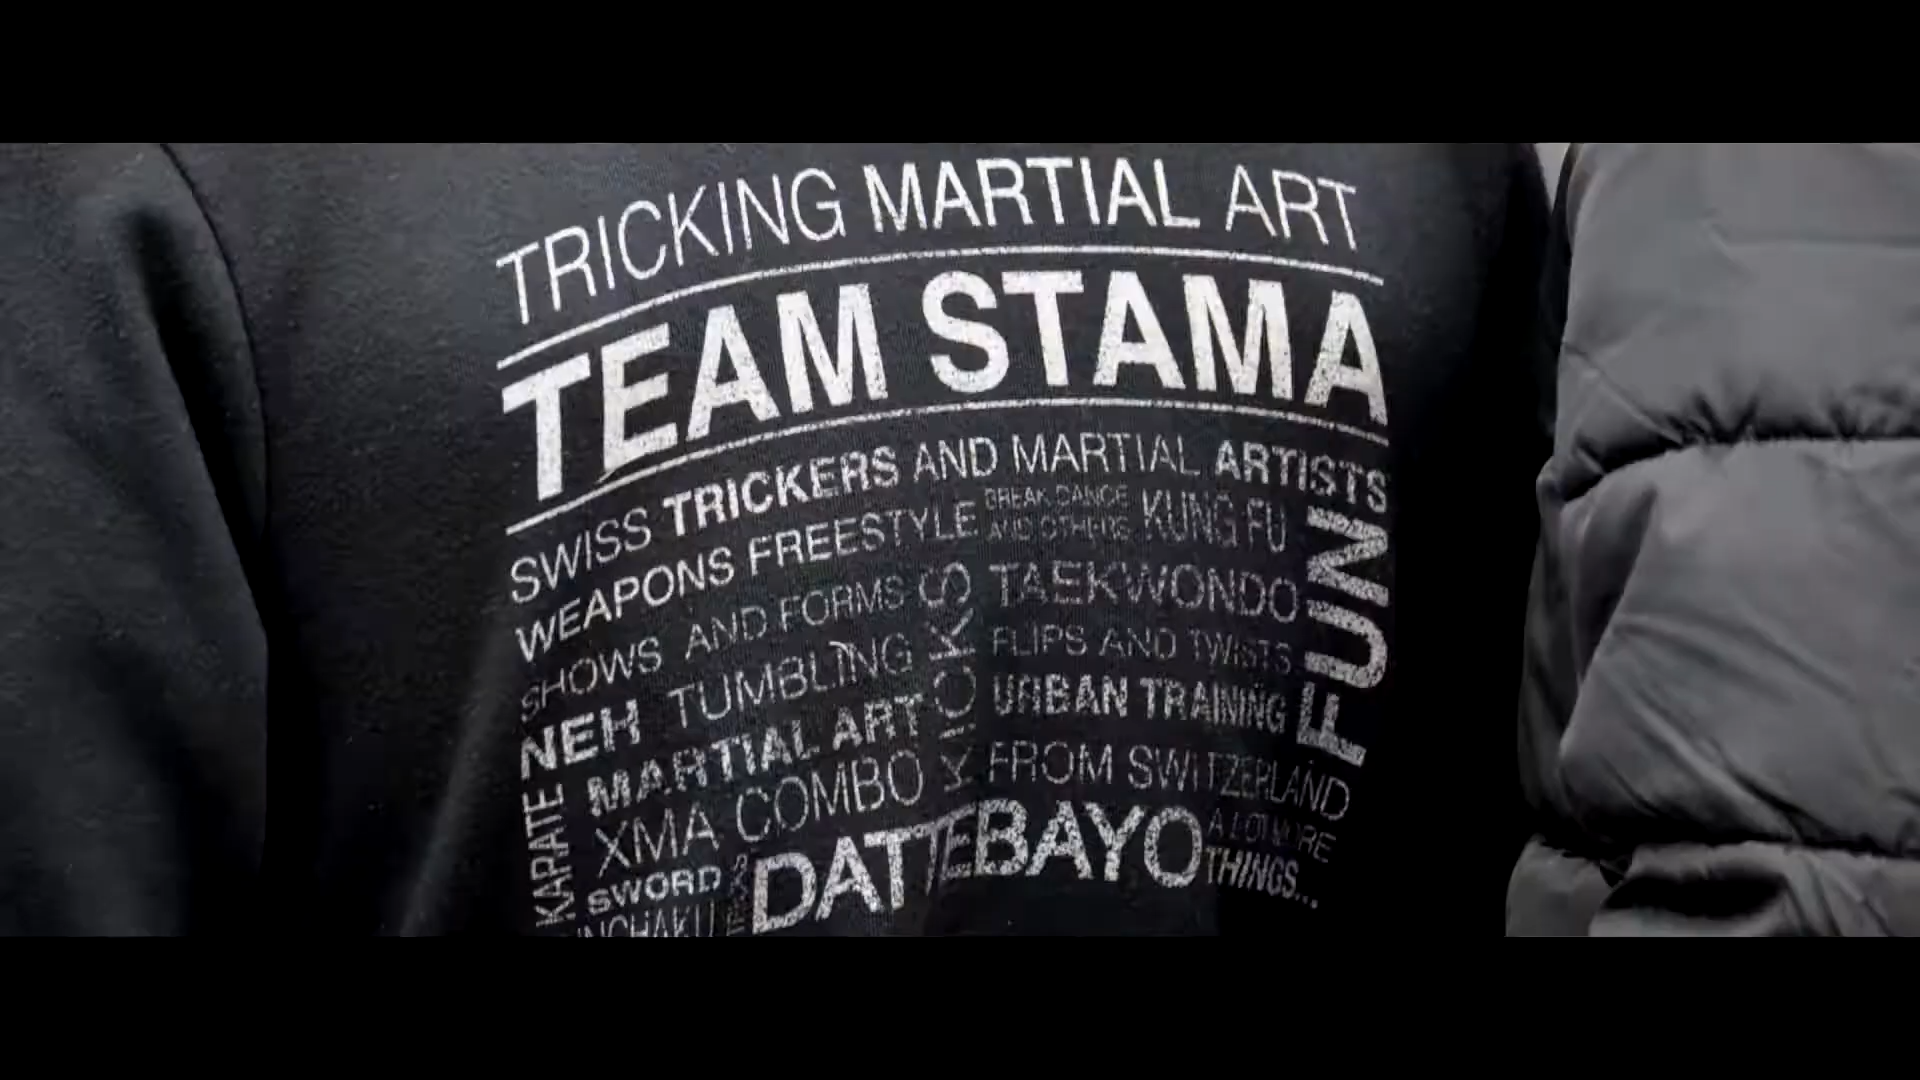 TRICKING MARTIAL ART
TEAM STAMA
SWISS TRICKERS AND MARTIAL ARTISTS
WEAPONS FREESTYLE
BREAK DANCE
AND OTHERS
KUNG FU
SHOWS AND FORMS
KICKS
TAEKWONDO
FUN
NEH TUMBLING
FLIPS AND TWISTS
MARTIAL ART
URBAN TRAINING
KARATE
XMA COMBO
FROM SWITZERLAND
SWORD
DATTEBAYO
A LOT MORE
THINGS...